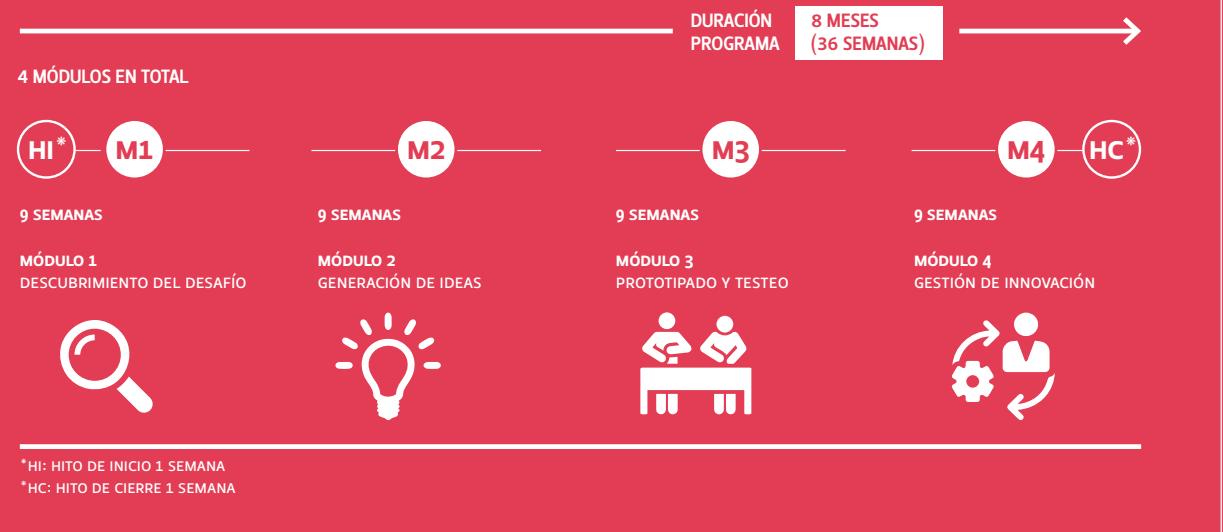 DURACIÓN
PROGRAMA
8 MESES
(36 SEMANAS)
4 MÓDULOS EN TOTAL
HI*
M1
M2
M3
M4
HC*
9 SEMANAS
MÓDULO 1
DESCUBRIMIENTO DEL DESAFÍO
9 SEMANAS
MÓDULO 2
GENERACIÓN DE IDEAS
9 SEMANAS
MÓDULO 3
PROTOTIPADO Y TESTEO
9 SEMANAS
MÓDULO 4
GESTIÓN DE INNOVACIÓN
*HI: HITO DE INICIO 1 SEMANA
*HC: HITO DE CIERRE 1 SEMANA